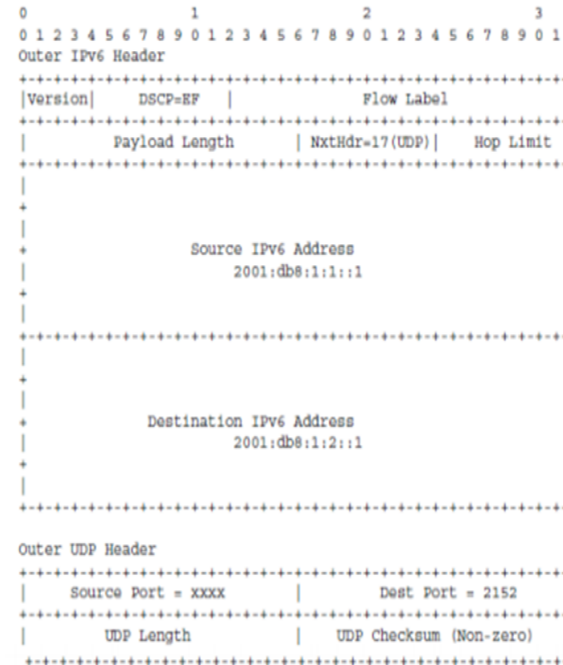 0 1 2 3
0 1 2 3 4 5 6 7 8 9 0 1 2 3 4 5 6 7 8 9 0 1 2 3 4 5 6 7 8 9 0 1
Outer IPv6 Header
+-+-+-+-+-+-+-+-+-+-+-+-+-+-+-+-+-+-+-+-+-+-+-+-+-+-+-+-+-+-+-+-
|Version| DSCP=EF | Flow Label
+-+-+-+-+-+-+-+-+-+-+-+-+-+-+-+-+-+-+-+-+-+-+-+-+-+-+-+-+-+-+-+-
| Payload Length | NxtHdr=17(UDP)| Hop Limit
+-+-+-+-+-+-+-+-+-+-+-+-+-+-+-+-+-+-+-+-+-+-+-+-+-+-+-+-+-+-+-+-
|
+
|
+ Source IPv6 Address
| 2001:db8:1:1::1
+
|
+-+-+-+-+-+-+-+-+-+-+-+-+-+-+-+-+-+-+-+-+-+-+-+-+-+-+-+-+-+-+-+-
|
+
|
+ Destination IPv6 Address
| 2001:db8:1:2::1
+
|
+-+-+-+-+-+-+-+-+-+-+-+-+-+-+-+-+-+-+-+-+-+-+-+-+-+-+-+-+-+-+-+-
Outer UDP Header
+-+-+-+-+-+-+-+-+-+-+-+-+-+-+-+-+-+-+-+-+-+-+-+-+-+-+-+-+-+-+-+-
| Source Port = xxxx | Dest Port = 2152
+-+-+-+-+-+-+-+-+-+-+-+-+-+-+-+-+-+-+-+-+-+-+-+-+-+-+-+-+-+-+-+-
| UDP Length | UDP Checksum (Non-zero)
+-+-+-+-+-+-+-+-+-+-+-+-+-+-+-+-+-+-+-+-+-+-+-+-+-+-+-+-+-+-+-+-